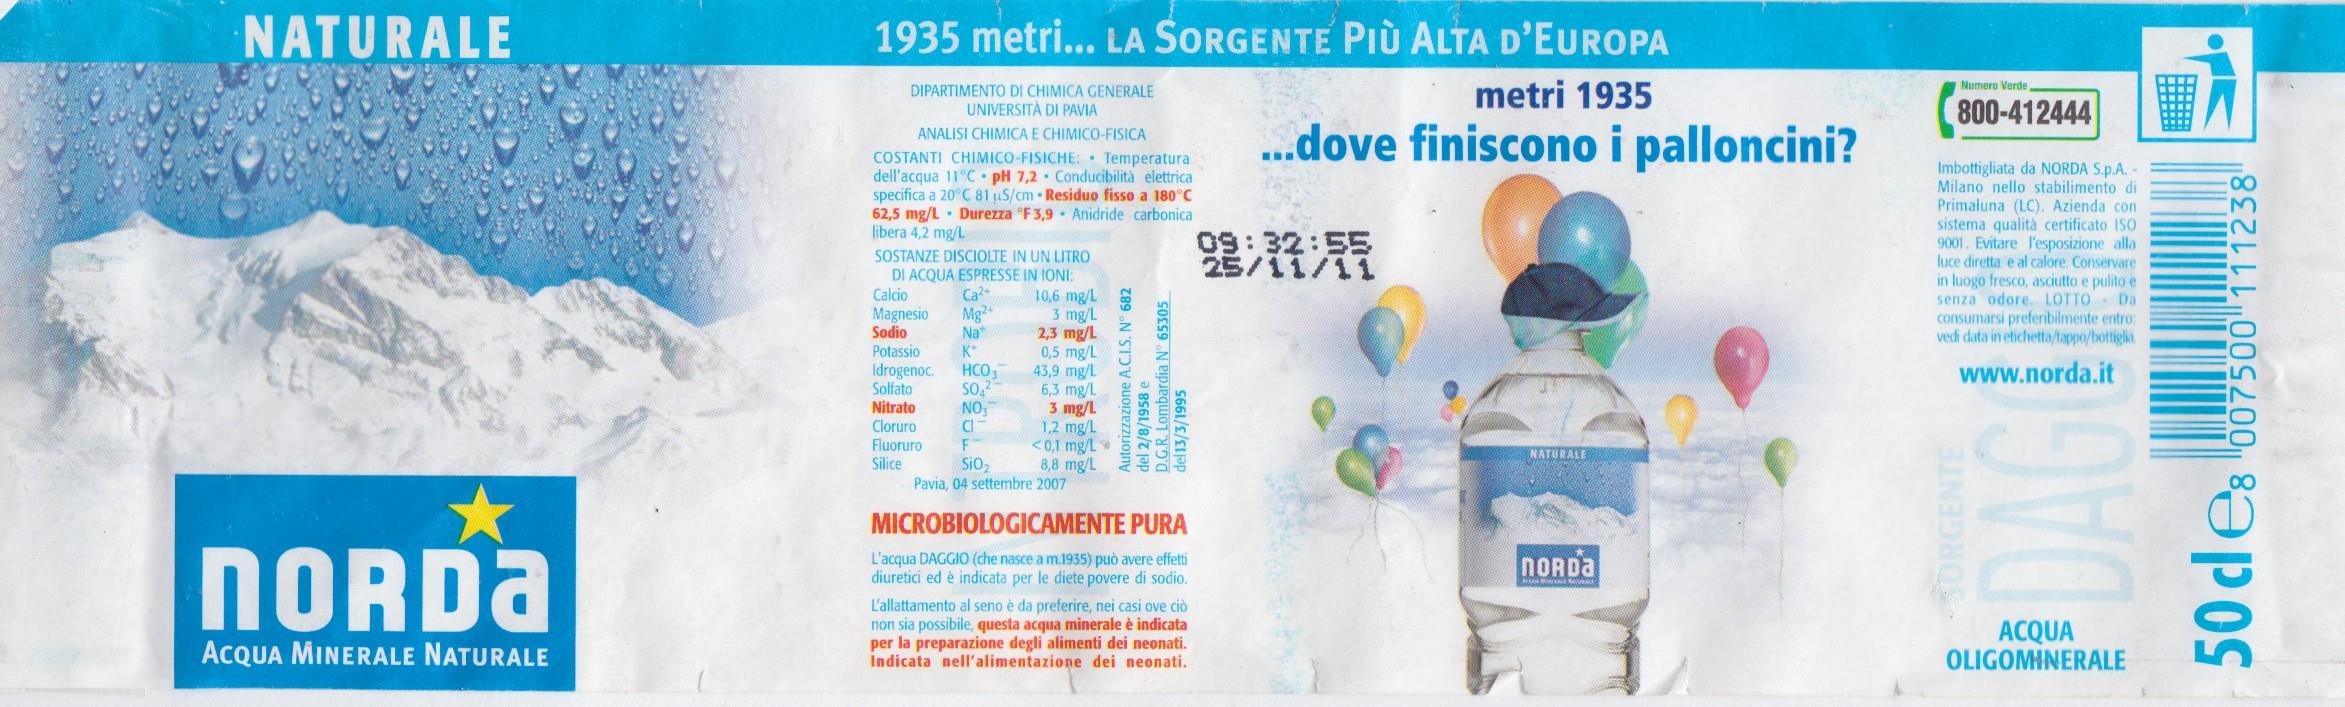 NATURALE
norda
ACQUA MINERALE NATURALE
1935 metri... LA SORGENTE PIÙ ALTA D'EUROPA
DIPARTIMENTO DI CHIMICA GENERALE
UNIVERSITÀ DI PAVIA
ANALISI CHIMICA E CHIMICO-FISICA
COSTANTI CHIMICO-FISICHE: • Temperatura
dell'acqua 11°C • pH 7,2 • Conducibilità elettrica
specifica a 20°C 81 µS/cm • Residuo fisso a 180°C
62,5 mg/L • Durezza °F 3,9 • Anidride carbonica
libera 4,2 mg/L
SOSTANZE DISCIOLTE IN UN LITRO
DI ACQUA ESPRESSE IN IONI:
Calcio Ca²⁺ 10,6 mg/L
Magnesio Mg²⁺ 3 mg/L
Sodio Na⁺ 2,3 mg/L
Potassio K⁺ 0,5 mg/L
Idrogenoc. HCO₃⁻ 43,9 mg/L
Solfato SO₄²⁻ 6,3 mg/L
Nitrato NO₃⁻ 3 mg/L
Cloruro Cl⁻ 1,2 mg/L
Fluoruro F⁻ <0,1 mg/L
Silice SiO₂ 8,8 mg/L
Pavia, 04 settembre 2007
Autorizzazione A.C.I.S. N° 682
del 2/8/1958 e
D.G.R. Lombardia N° 65305
del 13/3/1995
MICROBIOLOGICAMENTE PURA
L'acqua DAGGIO (che nasce a m.1935) può avere effetti
diuretici ed è indicata per le diete povere di sodio.
L'allattamento al seno è da preferire, nei casi ove ciò
non sia possibile, questa acqua minerale è indicata
per la preparazione degli alimenti dei neonati.
Indicata nell'alimentazione dei neonati.
09:32:55
25/11/11
metri 1935
...dove finiscono i palloncini?
NATURALE
norda
ACQUA MINERALE NATURALE
Numero Verde
800-412444
Imbottigliata da NORDA S.p.A. -
Milano nello stabilimento di
Primaluna (LC). Azienda con
sistema qualità certificato ISO
9001. Evitare l'esposizione alla
luce diretta e al calore. Conservare
in luogo fresco, asciutto e pulito e
senza odore. LOTTO - Da
consumarsi preferibilmente entro:
vedi data in etichetta/tappo/bottiglia.
www.norda.it
SORGENTE
DAGGIO
ACQUA
OLIGOMINERALE
8 007500 111238
50 cl e